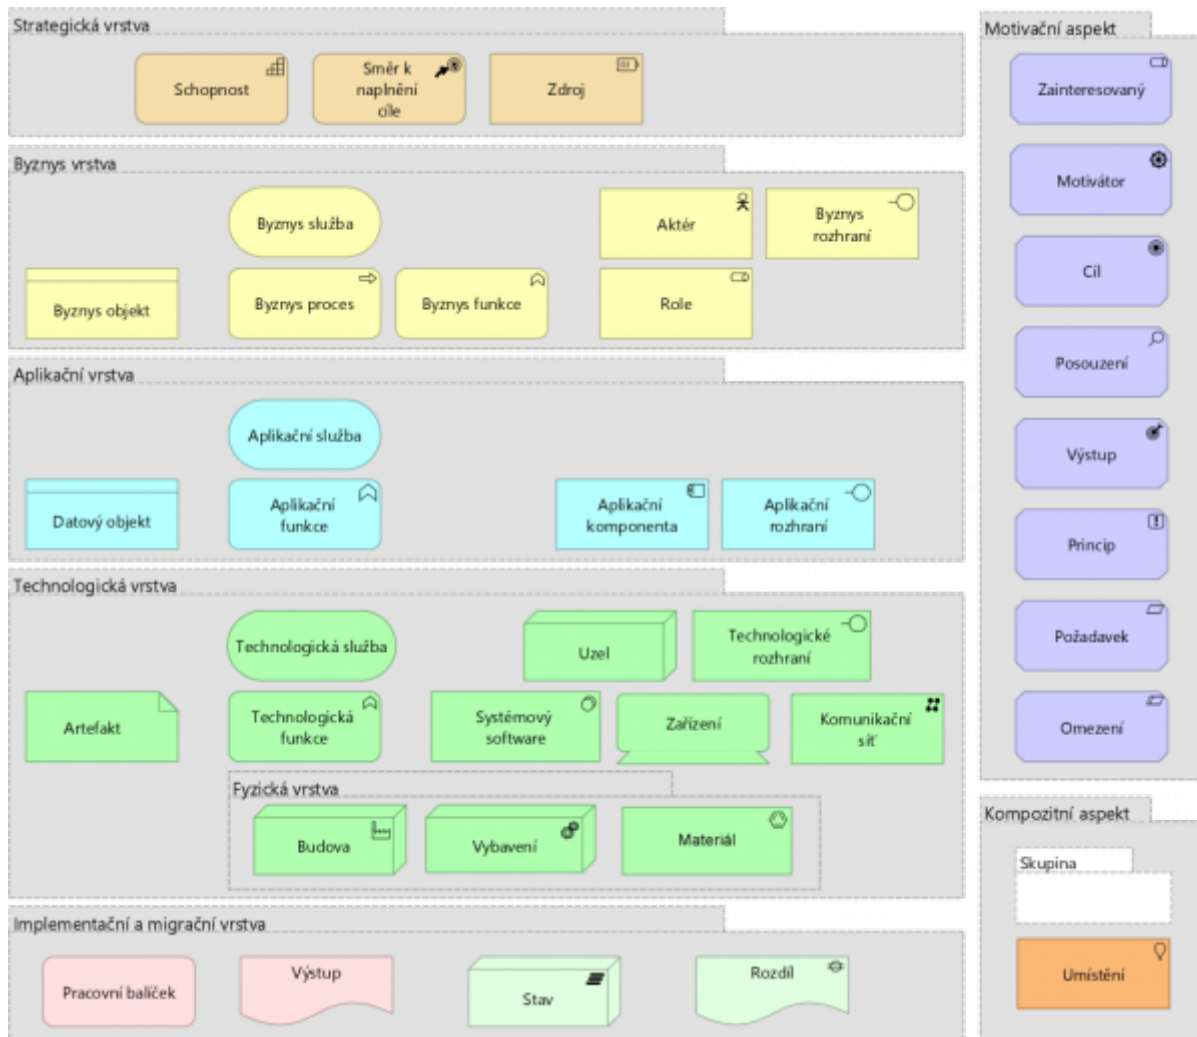 Strategická vrstva
Schopnost
Směr k
naplnění
cíle
Zdroj
Byznys vrstva
Byznys služba
Aktér
Byznys
rozhraní
Byznys objekt
Byznys proces
Byznys funkce
Role
Aplikační vrstva
Aplikační služba
Datový objekt
Aplikační
funkce
Aplikační
komponenta
Aplikační
rozhraní
Technologická vrstva
Technologická služba
Uzel
Technologické
rozhraní
Artefakt
Technologická
funkce
Systémový
software
Zařízení
Komunikační
síť
Fyzická vrstva
Budova
Vybavení
Materiál
Implementační a migrační vrstva
Pracovní balíček
Výstup
Stav
Rozdíl
Motivační aspekt
Zainteresovaný
Motivátor
Cíl
Posouzení
Výstup
Princip
Požadavek
Omezení
Kompozitní aspekt
Skupina
Umístění